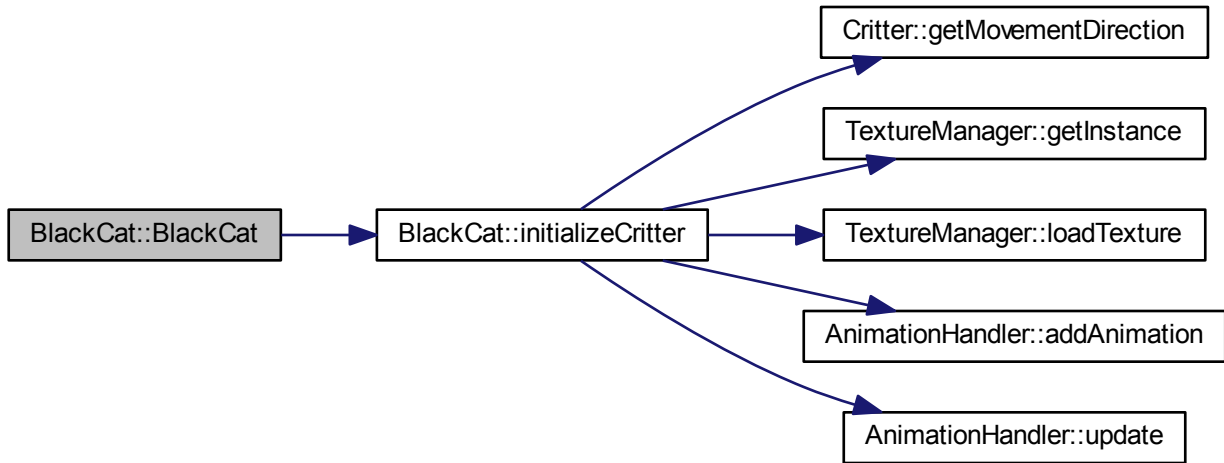 Critter::getMovementDirection
TextureManager::getInstance
BlackCat::BlackCat
BlackCat::initializeCritter
TextureManager::loadTexture
AnimationHandler::addAnimation
AnimationHandler::update